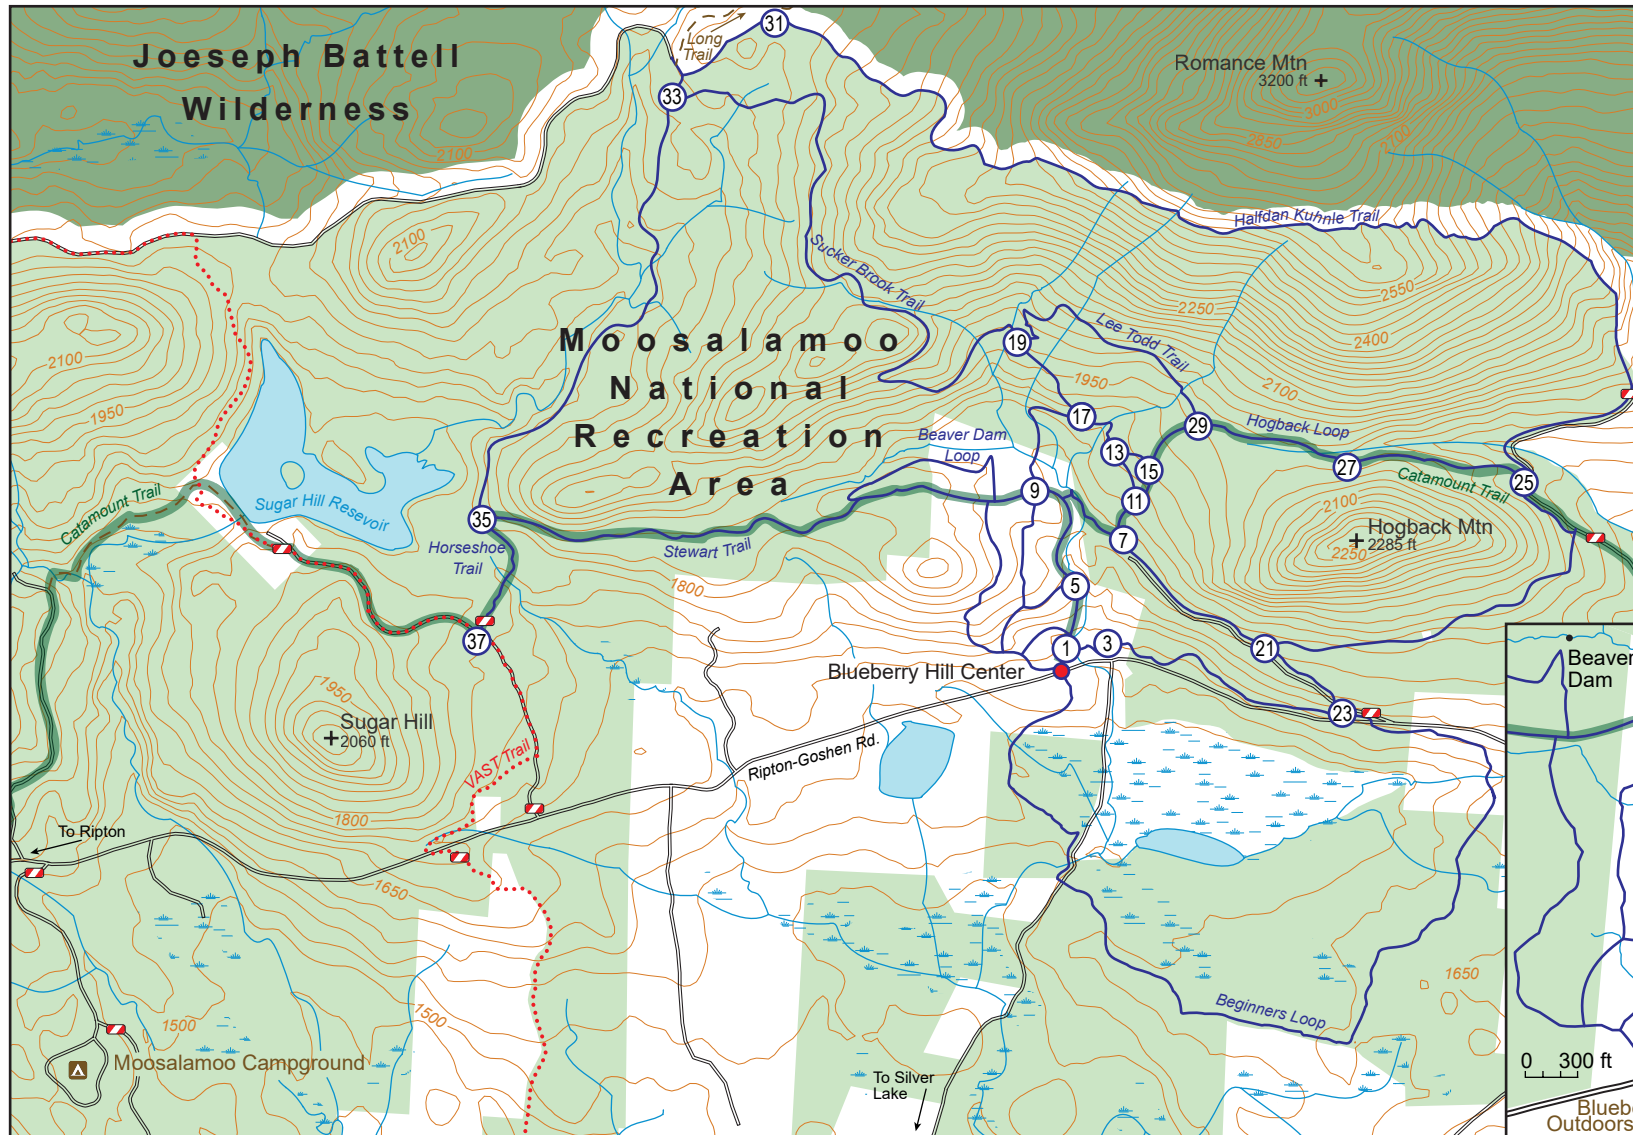 Joeseph Battell
Wilderness
Long
Trail
31
33
Romance Mtn
3200 ft
3000
2850
2700
2100
Halfdan Kuhnle Trail
2100
Sucker Brook Trail
2550
2250
2400
Lee Todd Trail
19
1950
2100
2100
1950
Moosalamoo
National
Recreation
Area
17
29
Hogback Loop
Beaver Dam
Loop
13
15
27
25
Catamount Trail
9
11
2100
Catamount Trail
Sugar Hill Resevoir
35
7
Hogback Mtn
2285 ft
2250
Horseshoe
Trail
Stewart Trail
1800
5
37
1
3
21
Blueberry Hill Center
Beaver
Dam
1950
Sugar Hill
2060 ft
23
VAST Trail
Ripton-Goshen Rd.
1800
To Ripton
1650
1650
1500
1500
Beginners Loop
Moosalamoo Campground
To Silver
Lake
0 300 ft
Blueb
Outdoors